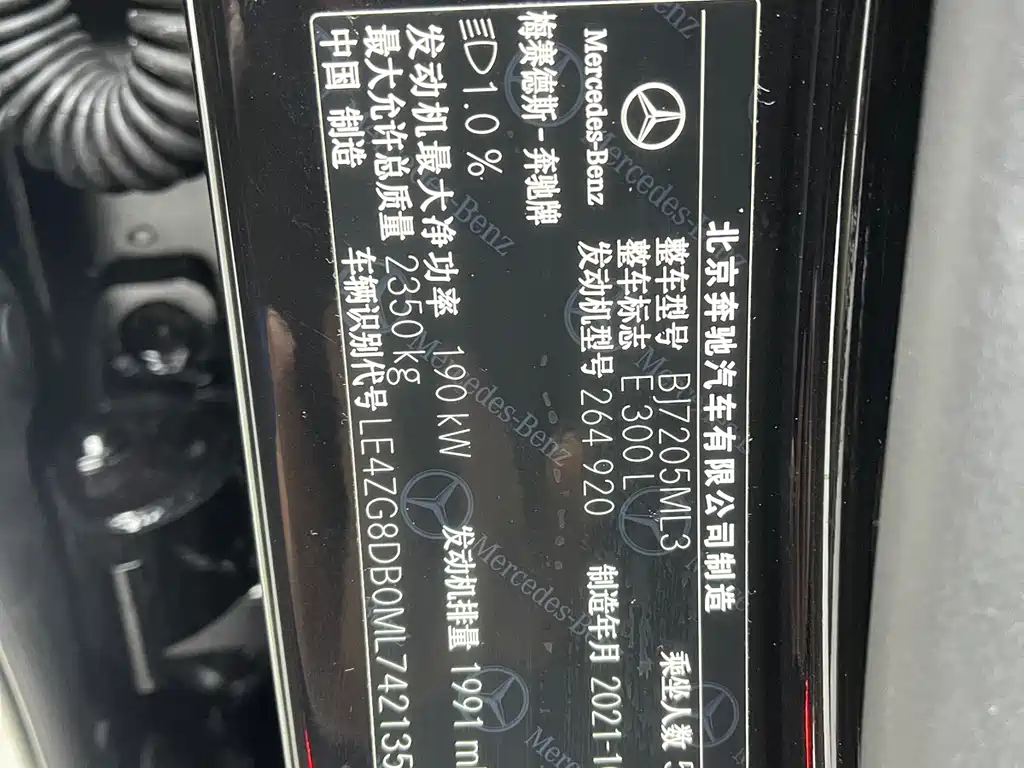 北京奔驰汽车有限公司制造
Mercedes-Benz
梅赛德斯-奔驰牌
整车型号 BJ7205ML3 乘坐人数 5
整车标志 E 300 L
发动机型号 264 920 制造年月 2021-1
1.0 %
发动机最大净功率 190 kW 发动机排量 1991 m
最大允许总质量 2350kg
中国 制造 车辆识别代号 LE4ZG8DB0ML742135